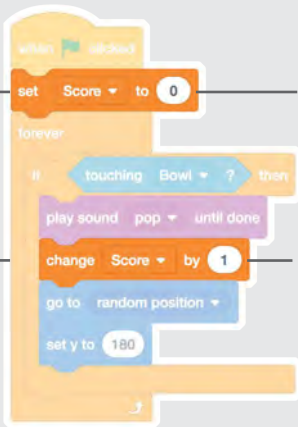 when clicked
set Score to 0
forever
if touching Bowl ? then
play sound pop until done
change Score by 1
go to random position
set y to 180